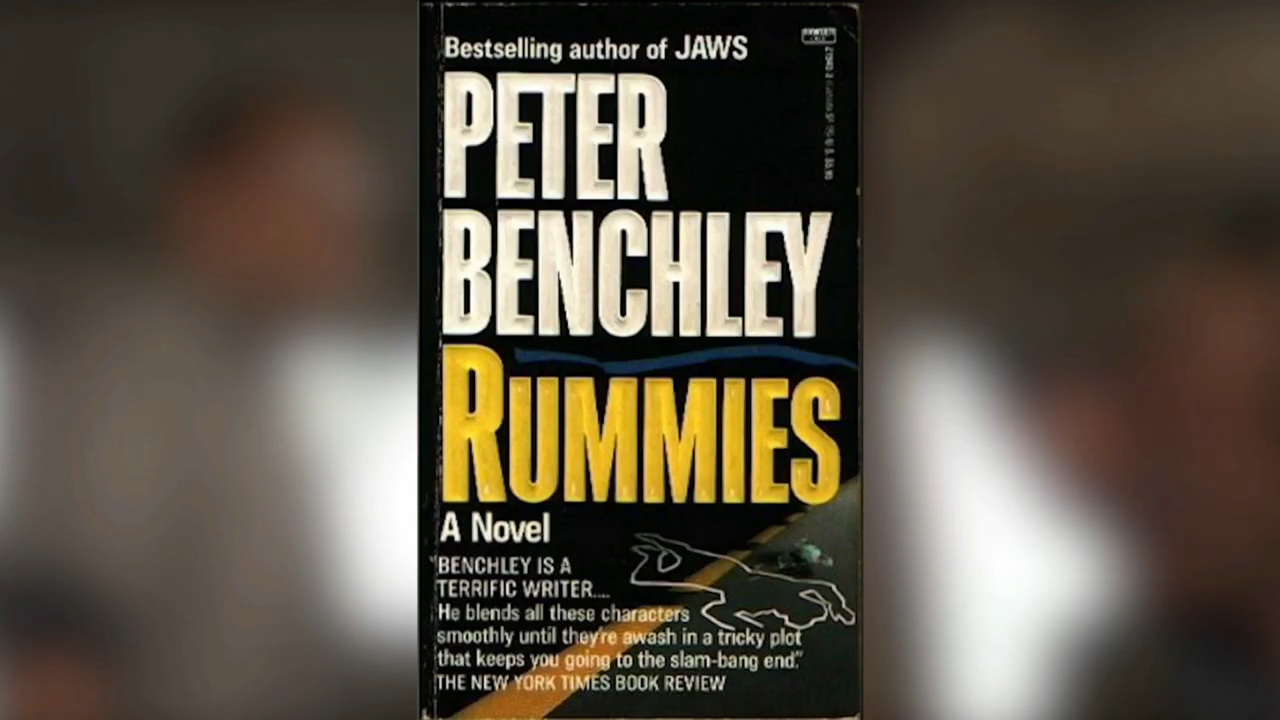 Bestselling author of JAWS
PETER
BENCHLEY
RUMMIES
A Novel
"BENCHLEY IS A
TERRIFIC WRITER....
He blends all these characters
smoothly until they're awash in a tricky plot
that keeps you going to the slam-bang end."
THE NEW YORK TIMES BOOK REVIEW